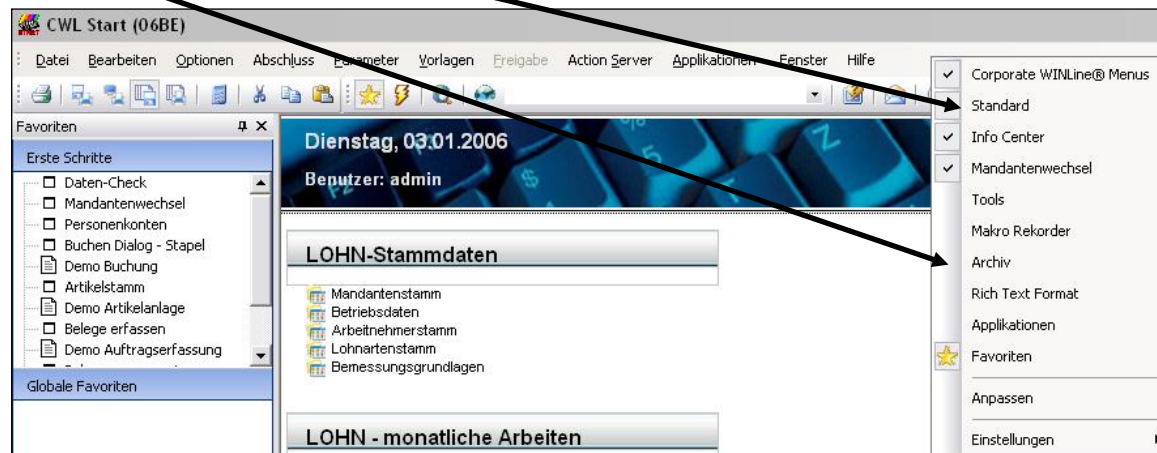 CWL Start (06BE)
Datei Bearbeiten Optionen Abschluss Parameter Vorlagen Freigabe Action Server Applikationen Fenster Hilfe
Favoriten
Erste Schritte
Daten-Check
Mandantenwechsel
Personenkonten
Buchen Dialog - Stapel
Demo Buchung
Artikelstamm
Demo Artikelanlage
Belege erfassen
Demo Auftragserfassung
Globale Favoriten
Dienstag, 03.01.2006
Benutzer: admin
LOHN-Stammdaten
Mandantenstamm
Betriebsdaten
Arbeitnehmerstamm
Lohnartenstamm
Bemessungsgrundlagen
LOHN - monatliche Arbeiten
Corporate WINLine® Menus
Standard
Info Center
Mandantenwechsel
Tools
Makro Rekorder
Archiv
Rich Text Format
Applikationen
Favoriten
Anpassen
Einstellungen